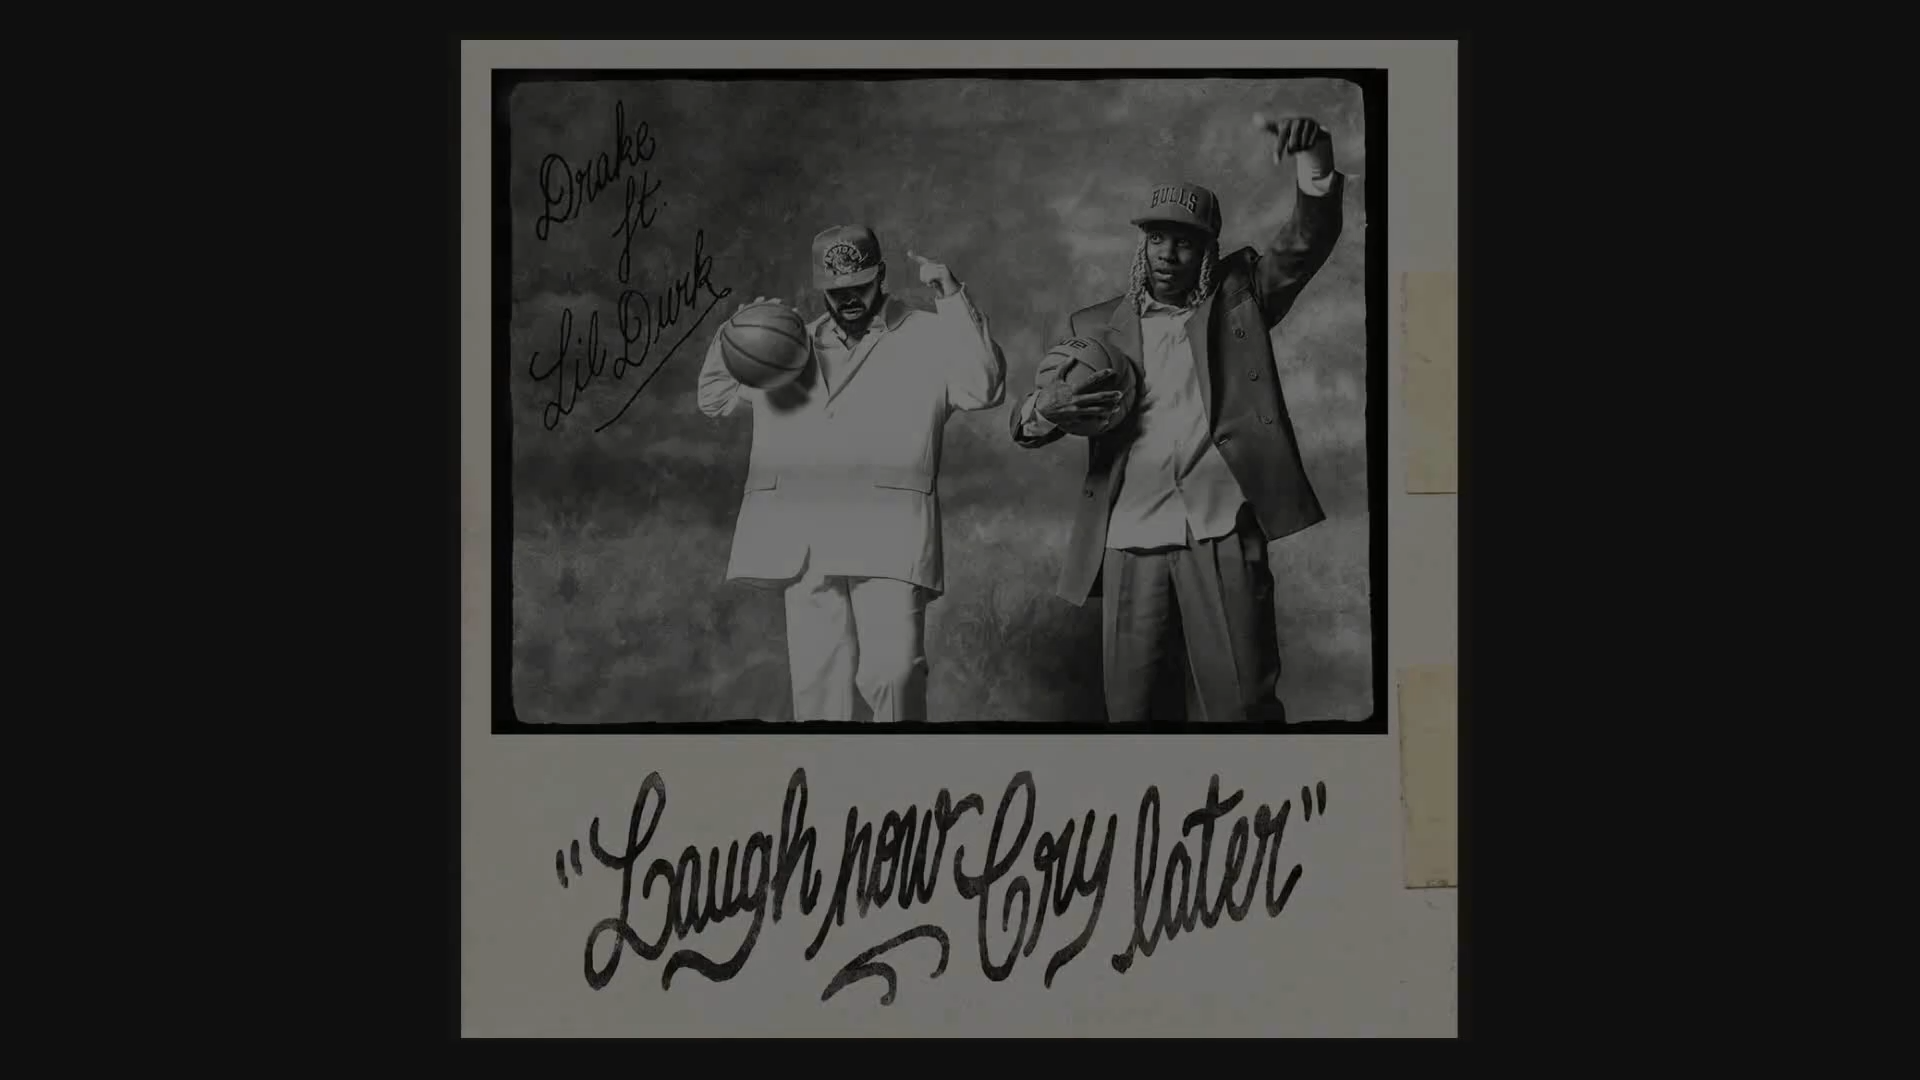 Drake
ft.
Lil Durk
BULLS
"Laugh now Cry later"